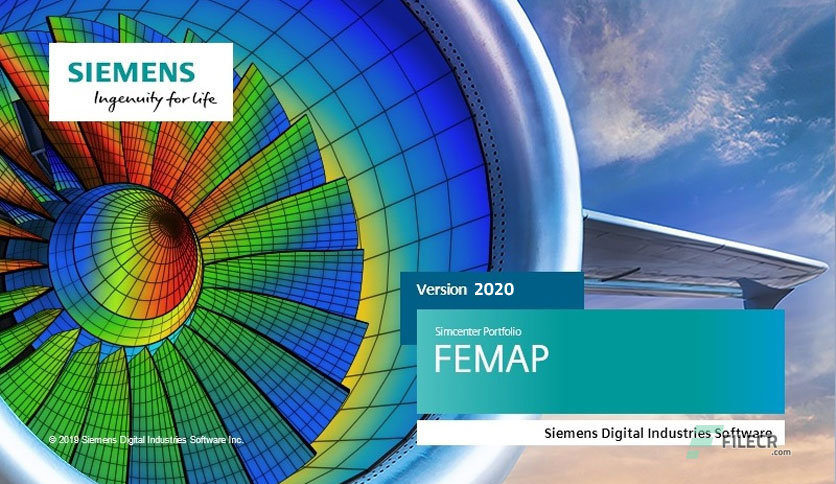 SIEMENS
Ingenuity for life
Version 2020
Simcenter Portfolio
FEMAP
Siemens Digital Industries Software
© 2019 Siemens Digital Industries Software Inc.
FILECR
.com